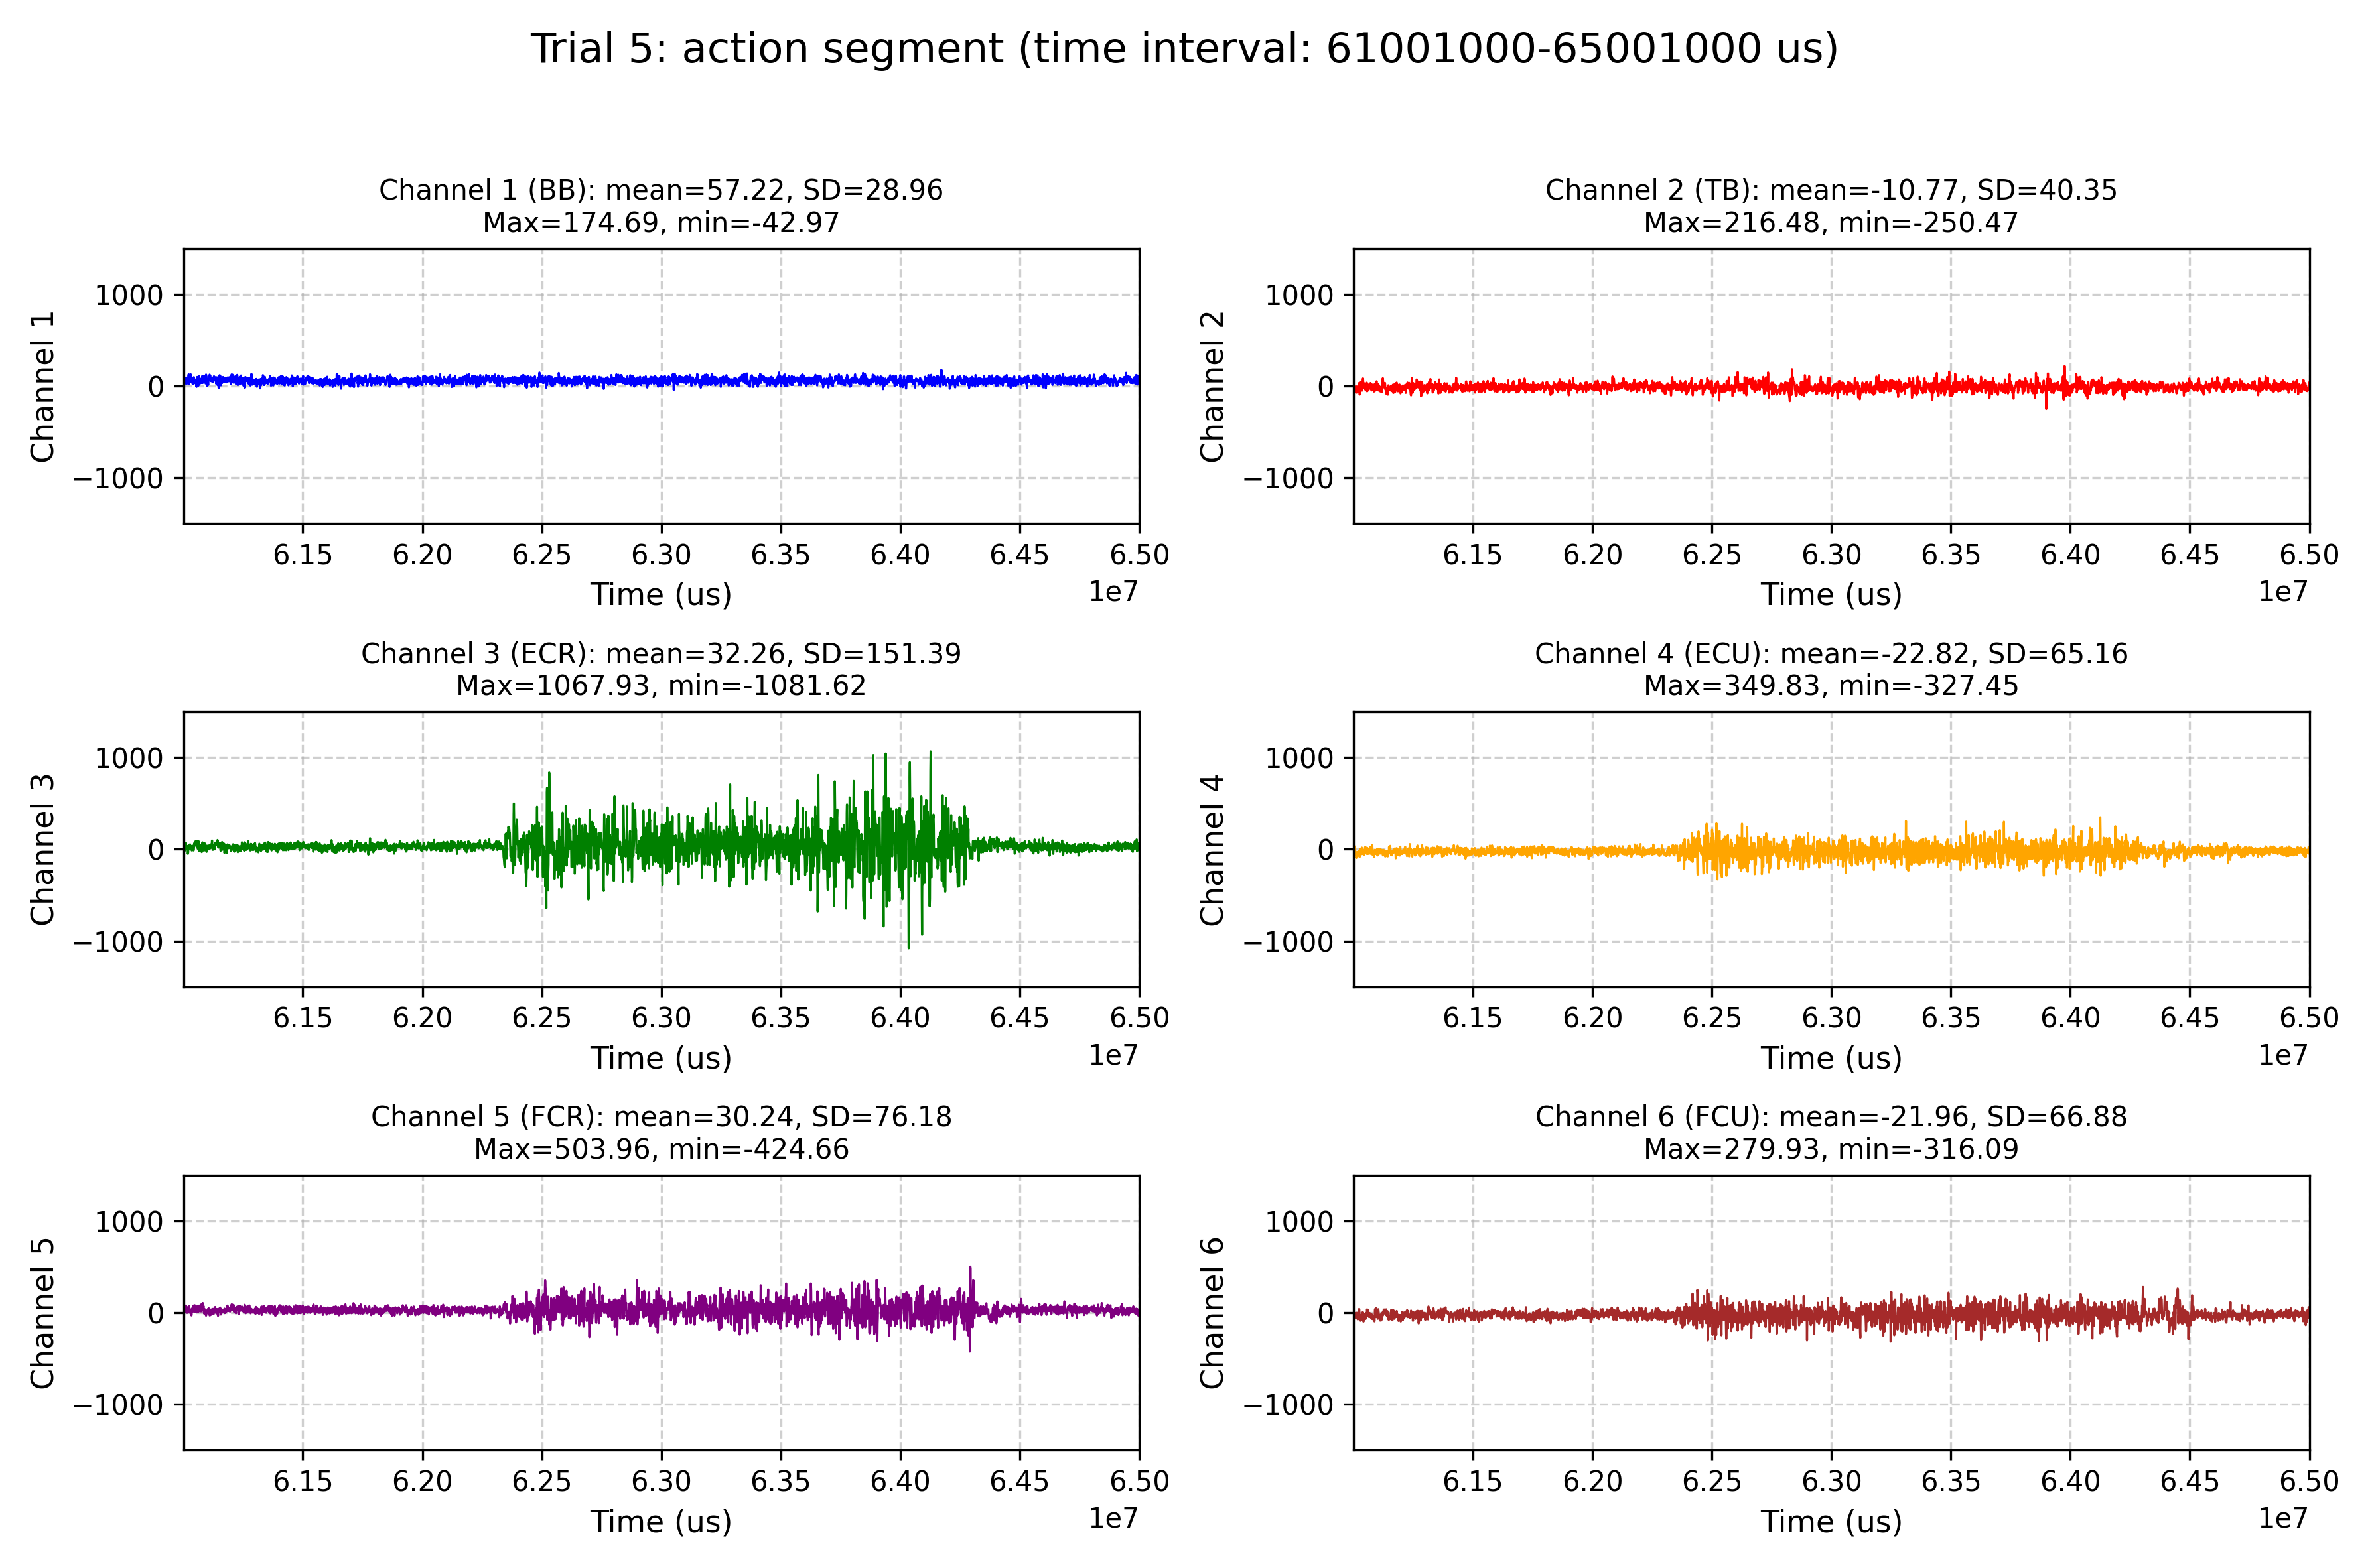 Trial 5: action segment (time interval: 61001000-65001000 us)
Channel 1 (BB): mean=57.22, SD=28.96
Max=174.69, min=-42.97
1000
0
−1000
Channel 1
6.15 6.20 6.25 6.30 6.35 6.40 6.45 6.50
1e7
Time (us)
Channel 2 (TB): mean=-10.77, SD=40.35
Max=216.48, min=-250.47
1000
0
−1000
Channel 2
6.15 6.20 6.25 6.30 6.35 6.40 6.45 6.50
1e7
Time (us)
Channel 3 (ECR): mean=32.26, SD=151.39
Max=1067.93, min=-1081.62
1000
0
−1000
Channel 3
6.15 6.20 6.25 6.30 6.35 6.40 6.45 6.50
1e7
Time (us)
Channel 4 (ECU): mean=-22.82, SD=65.16
Max=349.83, min=-327.45
1000
0
−1000
Channel 4
6.15 6.20 6.25 6.30 6.35 6.40 6.45 6.50
1e7
Time (us)
Channel 5 (FCR): mean=30.24, SD=76.18
Max=503.96, min=-424.66
1000
0
−1000
Channel 5
6.15 6.20 6.25 6.30 6.35 6.40 6.45 6.50
1e7
Time (us)
Channel 6 (FCU): mean=-21.96, SD=66.88
Max=279.93, min=-316.09
1000
0
−1000
Channel 6
6.15 6.20 6.25 6.30 6.35 6.40 6.45 6.50
1e7
Time (us)